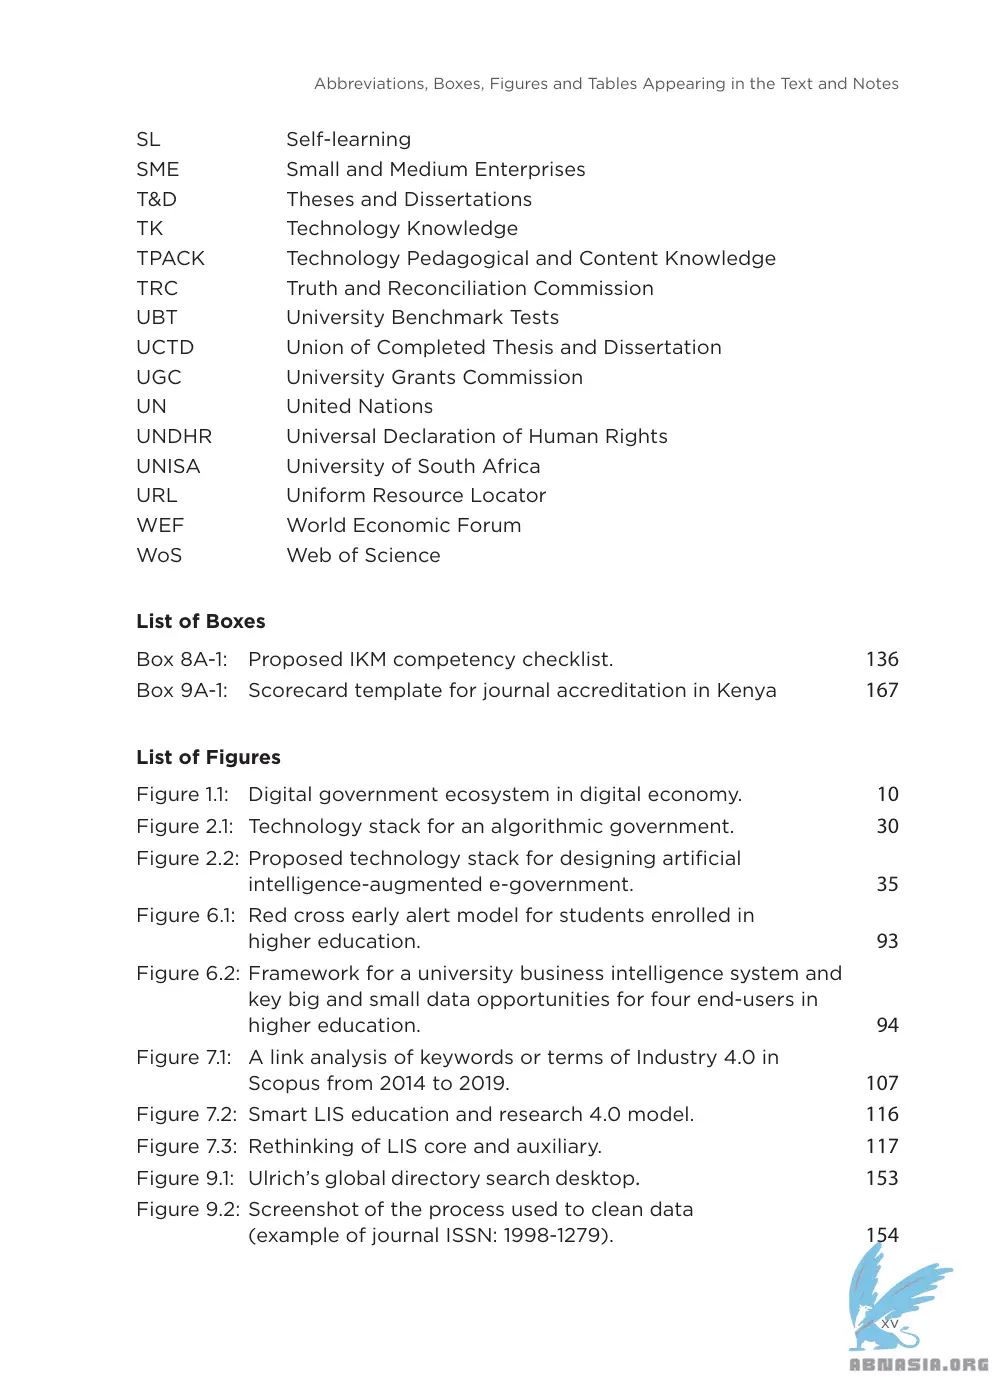 Abbreviations, Boxes, Figures and Tables Appearing in the Text and Notes
SL Self-learning
SME Small and Medium Enterprises
T&D Theses and Dissertations
TK Technology Knowledge
TPACK Technology Pedagogical and Content Knowledge
TRC Truth and Reconciliation Commission
UBT University Benchmark Tests
UCTD Union of Completed Thesis and Dissertation
UGC University Grants Commission
UN United Nations
UNDHR Universal Declaration of Human Rights
UNISA University of South Africa
URL Uniform Resource Locator
WEF World Economic Forum
WoS Web of Science
List of Boxes
Box 8A-1: Proposed IKM competency checklist. 136
Box 9A-1: Scorecard template for journal accreditation in Kenya 167
List of Figures
Figure 1.1: Digital government ecosystem in digital economy. 10
Figure 2.1: Technology stack for an algorithmic government. 30
Figure 2.2: Proposed technology stack for designing artificial
intelligence-augmented e-government. 35
Figure 6.1: Red cross early alert model for students enrolled in
higher education. 93
Figure 6.2: Framework for a university business intelligence system and
key big and small data opportunities for four end-users in
higher education. 94
Figure 7.1: A link analysis of keywords or terms of Industry 4.0 in
Scopus from 2014 to 2019. 107
Figure 7.2: Smart LIS education and research 4.0 model. 116
Figure 7.3: Rethinking of LIS core and auxiliary. 117
Figure 9.1: Ulrich’s global directory search desktop. 153
Figure 9.2: Screenshot of the process used to clean data
(example of journal ISSN: 1998-1279). 154
xv
ABNASIA.ORG